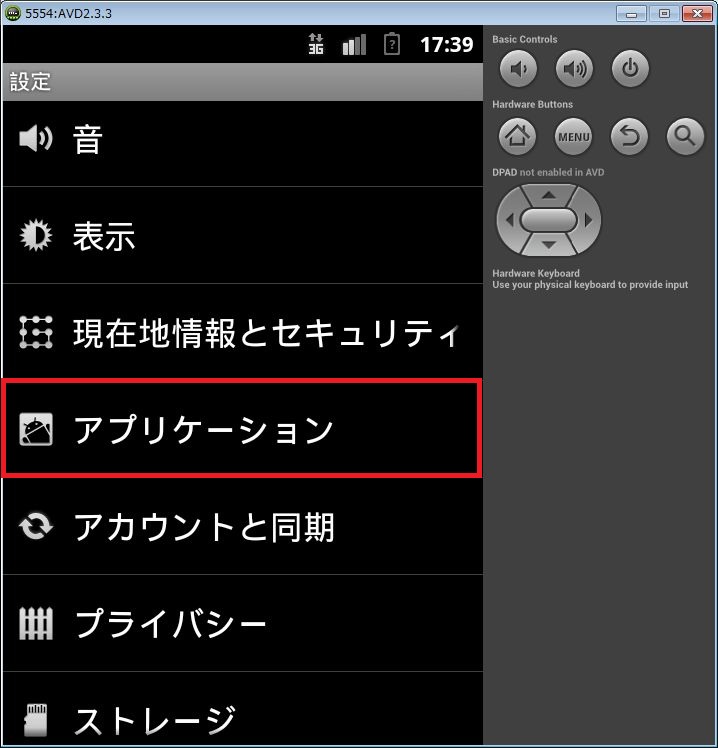 5554:AVD2.3.3
3G
17:39
設定
音
表示
現在地情報とセキュリティ
アプリケーション
アカウントと同期
プライバシー
ストレージ
Basic Controls
Hardware Buttons
MENU
DPAD not enabled in AVD
Hardware Keyboard
Use your physical keyboard to provide input